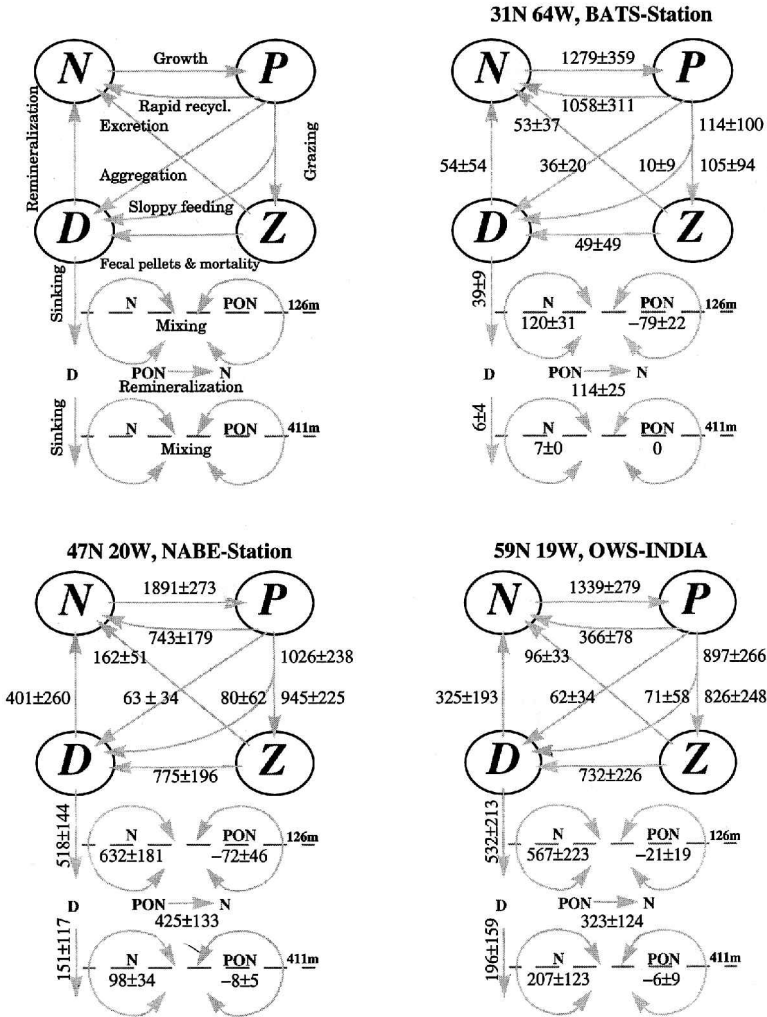 N
P
Growth
Rapid recycl.
Excretion
Remineralization
Grazing
Aggregation
Sloppy feeding
D
Z
Fecal pellets & mortality
Sinking
N
PON
126m
Mixing
D
PON
N
Remineralization
Sinking
N
PON
411m
Mixing
31N 64W, BATS-Station
N
P
1279±359
1058±311
53±37
114±100
54±54
36±20
10±9
105±94
D
Z
49±49
39±9
N
PON
126m
120±31
−79±22
D
PON
N
114±25
6±4
N
PON
411m
7±0
0
47N 20W, NABE-Station
N
P
1891±273
743±179
162±51
1026±238
401±260
63 ± 34
80±62
945±225
D
Z
775±196
518±144
N
PON
126m
632±181
−72±46
D
PON
N
425±133
151±117
N
PON
411m
98±34
−8±5
59N 19W, OWS-INDIA
N
P
1339±279
366±78
96±33
897±266
325±193
62±34
71±58
826±248
D
Z
732±226
532±213
N
PON
126m
567±223
−21±19
D
PON
N
323±124
196±159
N
PON
411m
207±123
−6±9